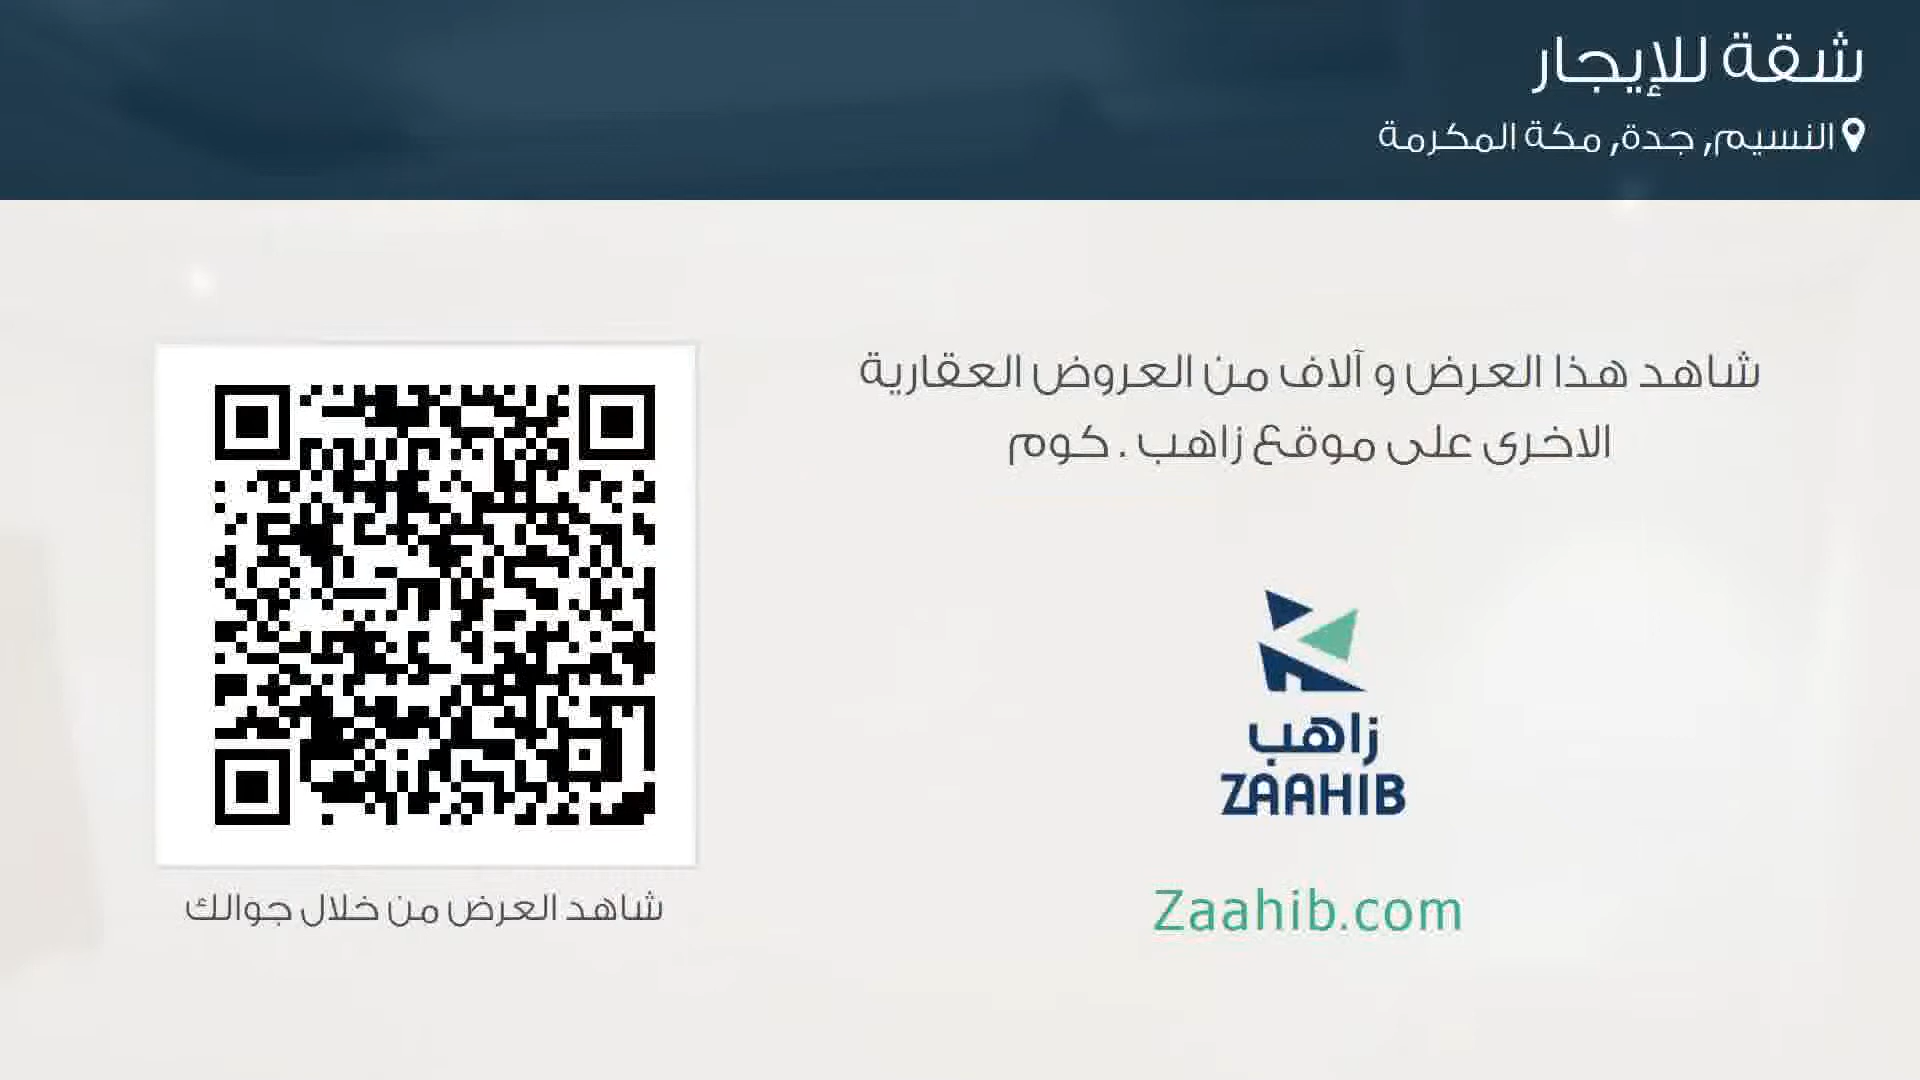 شقة للإيجار
النسيم, جدة, مكة المكرمة
شاهد هذا العرض و آلاف من العروض العقارية
الاخرى على موقع زاهب . كوم
زاهب
ZAAHIB
Zaahib.com
شاهد العرض من خلال جوالك